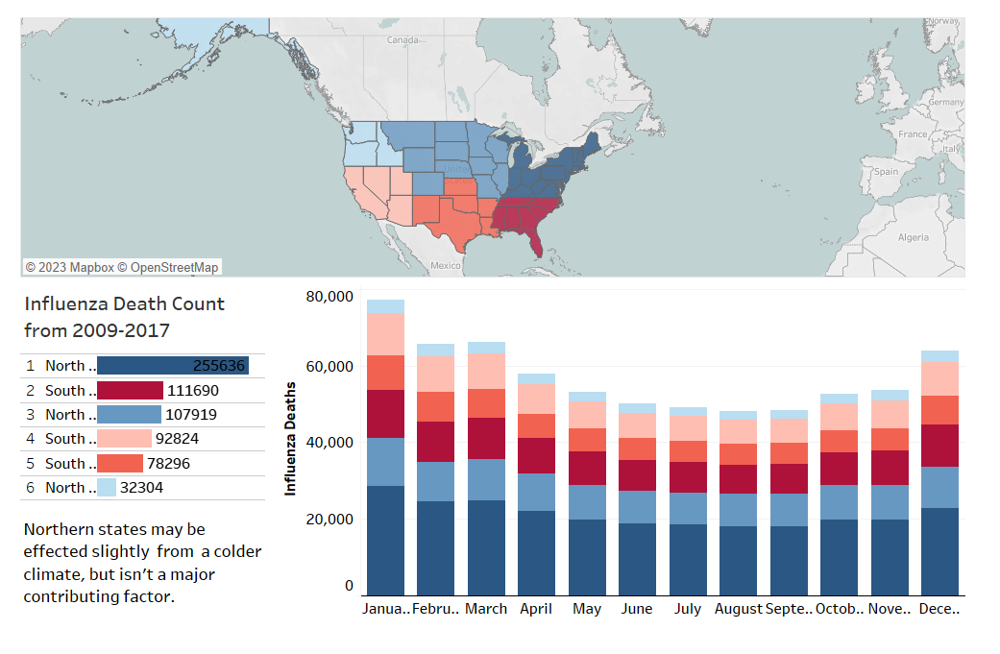 Norway
Canada
Germany
France
Italy
Spain
United
States
Algeria
Mexico
© 2023 Mapbox © OpenStreetMap
Influenza Death Count
from 2009-2017
1 North .. 255636
2 South .. 111690
3 North .. 107919
4 South .. 92824
5 South .. 78296
6 North .. 32304
Northern states may be
effected slightly from a colder
climate, but isn't a major
contributing factor.
Influenza Deaths
80,000
60,000
40,000
20,000
0
Janua.. Febru.. March April May June July August Septe.. Octob.. Nove.. Dece..